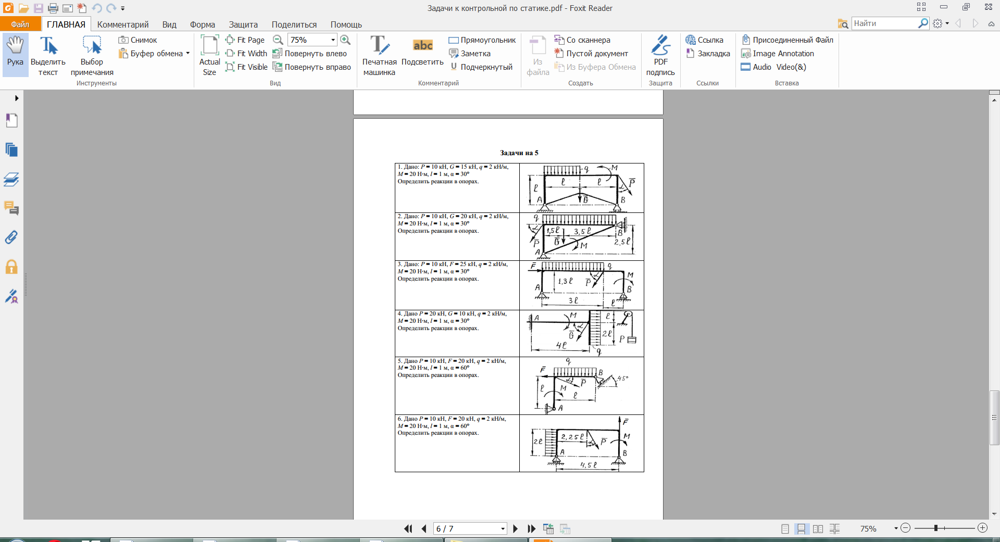 Задачи к контрольной по статике.pdf - Foxit Reader
Файл ГЛАВНАЯ Комментарий Вид Форма Защита Поделиться Помощь Найти
Рука
Выделить текст
Выбор примечания
Снимок
Буфер обмена
Инструменты
Actual Size
Fit Page
Fit Width
Fit Visible
75%
Повернуть влево
Повернуть вправо
Вид
Печатная машинка
Подсветить
Прямоугольник
Заметка
Подчеркнутый
Комментарий
Из файла
Со сканера
Пустой документ
Из Буфера Обмена
Создать
PDF подпись
Защита
Ссылка
Закладка
Ссылки
Присоединенный Файл
Image Annotation
Audio Video(&)
Вставка
Задачи на 5
1. Дано: P = 10 кН, G = 15 кН, q = 2 кН/м,
M = 20 Н·м, l = 1 м, α = 30°
Определить реакции в опорах.
q M
ℓ ℓ ℓ α P
A G B
2. Дано: P = 10 кН, G = 20 кН, q = 2 кН/м,
M = 20 Н·м, l = 1 м, α = 30°
Определить реакции в опорах.
q
α 1,5ℓ 3,5ℓ B
P G M 2,5ℓ
A
3. Дано: P = 10 кН, F = 25 кН, q = 2 кН/м,
M = 20 Н·м, l = 1 м, α = 30°
Определить реакции в опорах.
F q
α M
A 1,3ℓ P B
3ℓ ℓ
4. Дано P = 20 кН, G = 10 кН, q = 2 кН/м,
M = 20 Н·м, l = 1 м, α = 30°
Определить реакции в опорах.
A M ℓ
α G 2ℓ P
4ℓ q
5. Дано P = 10 кН, F = 20 кН, q = 2 кН/м,
M = 20 Н·м, l = 1 м, α = 60°
Определить реакции в опорах.
q
F B
α P 45°
ℓ M ℓ
A
6. Дано P = 10 кН, F = 20 кН, q = 2 кН/м,
M = 20 Н·м, l = 1 м, α = 60°
Определить реакции в опорах.
F
2ℓ 2,25ℓ α P M
A B
4,5ℓ
6 / 7
75%